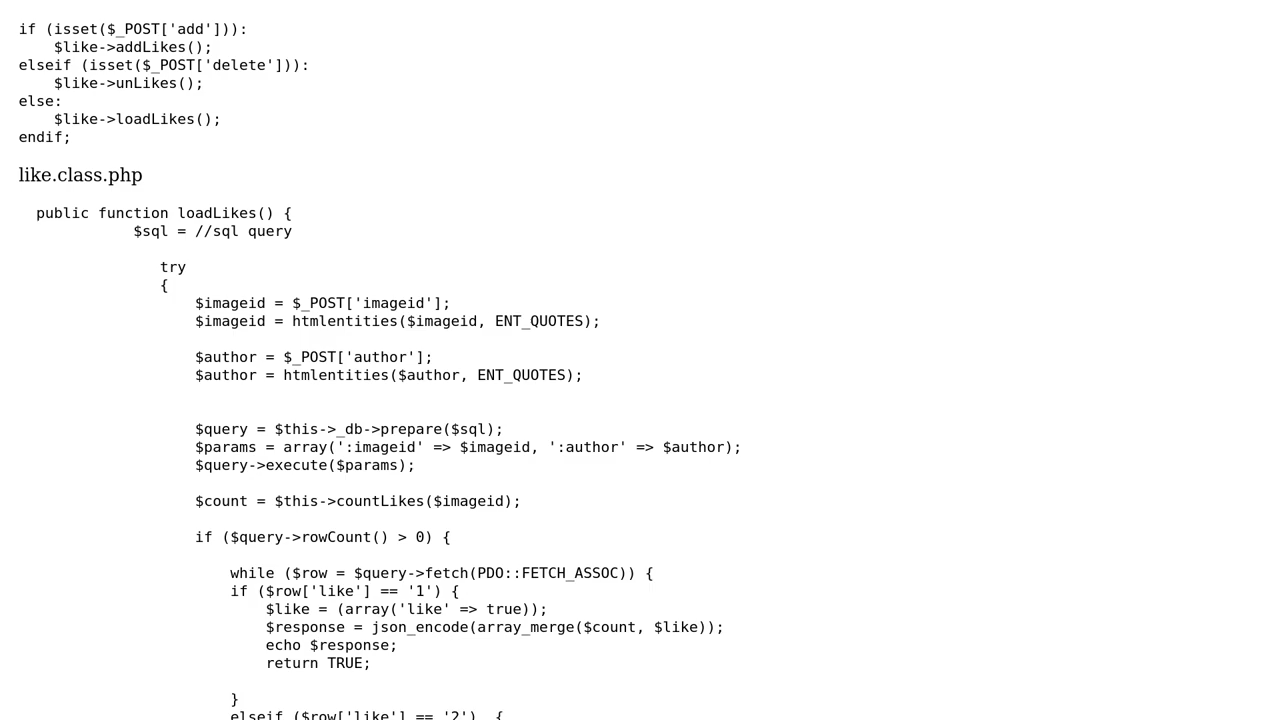 if (isset($_POST['add'])):
    $like->addLikes();
elseif (isset($_POST['delete'])):
    $like->unLikes();
else:
    $like->loadLikes();
endif;
like.class.php
  public function loadLikes() {
             $sql = //sql query
                try
                {
                    $imageid = $_POST['imageid'];
                    $imageid = htmlentities($imageid, ENT_QUOTES);
                    $author = $_POST['author'];
                    $author = htmlentities($author, ENT_QUOTES);
                    $query = $this->_db->prepare($sql);
                    $params = array(':imageid' => $imageid, ':author' => $author);
                    $query->execute($params);
                    $count = $this->countLikes($imageid);
                    if ($query->rowCount() > 0) {
                        while ($row = $query->fetch(PDO::FETCH_ASSOC)) {
                        if ($row['like'] == '1') {
                            $like = (array('like' => true));
                            $response = json_encode(array_merge($count, $like));
                            echo $response;
                            return TRUE;
                        }
                        elseif ($row['like'] == '2')  {